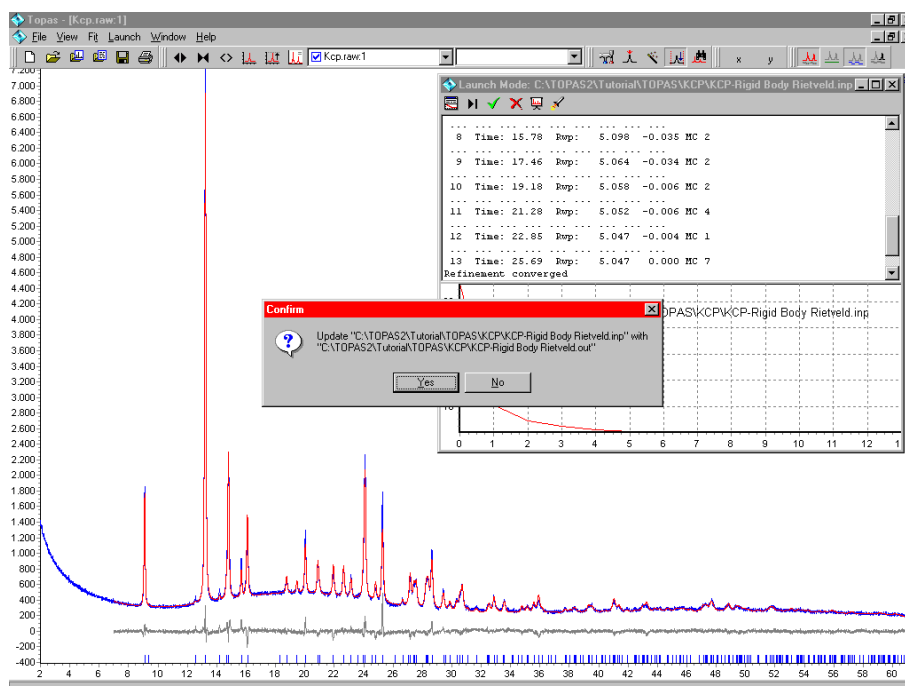 Topas - [Kcp.raw:1]
File View Fit Launch Window Help
Kcp.raw:1
x y
Launch Mode: C:\TOPAS2\Tutorial\TOPAS\KCP\KCP-Rigid Body Rietveld.inp
... ... ... ... ... ... ... ...
8 Time: 15.78 Rwp: 5.098 -0.035 MC 2
... ... ... ... ... ... ... ...
9 Time: 17.46 Rwp: 5.064 -0.034 MC 2
... ... ... ... ... ... ... ...
10 Time: 19.18 Rwp: 5.058 -0.006 MC 2
... ... ... ... ... ... ... ...
11 Time: 21.28 Rwp: 5.052 -0.006 MC 4
... ... ... ... ... ... ... ...
12 Time: 22.85 Rwp: 5.047 -0.004 MC 1
... ... ... ... ... ... ... ...
13 Time: 25.69 Rwp: 5.047 0.000 MC 7
Refinement converged
OPAS\KCP\KCP-Rigid Body Rietveld.inp
0 1 2 3 4 5 6 7 8 9 10 11 12 1
Confirm
Update "C:\TOPAS2\Tutorial\TOPAS\KCP\KCP-Rigid Body Rietveld.inp" with
"C:\TOPAS2\Tutorial\TOPAS\KCP\KCP-Rigid Body Rietveld.out"
Yes No
7.200
7.000
6.800
6.600
6.400
6.200
6.000
5.800
5.600
5.400
5.200
5.000
4.800
4.600
4.400
4.200
4.000
3.800
3.600
3.400
3.200
3.000
2.800
2.600
2.400
2.200
2.000
1.800
1.600
1.400
1.200
1.000
800
600
400
200
0
-200
-400
2 4 6 8 10 12 14 16 18 20 22 24 26 28 30 32 34 36 38 40 42 44 46 48 50 52 54 56 58 60